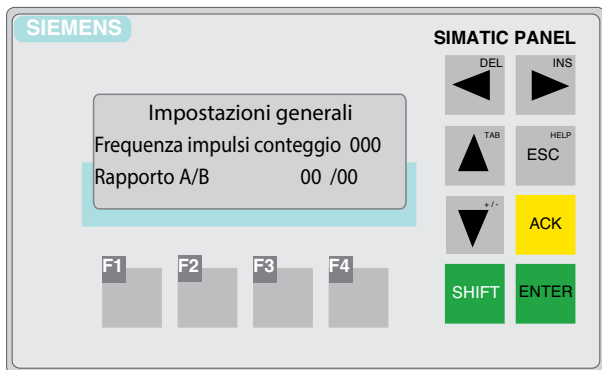 SIEMENS
SIMATIC PANEL
DEL
INS
Impostazioni generali
Frequenza impulsi conteggio 000
Rapporto A/B 00 /00
TAB
HELP
ESC
+ / -
ACK
F1
F2
F3
F4
SHIFT
ENTER